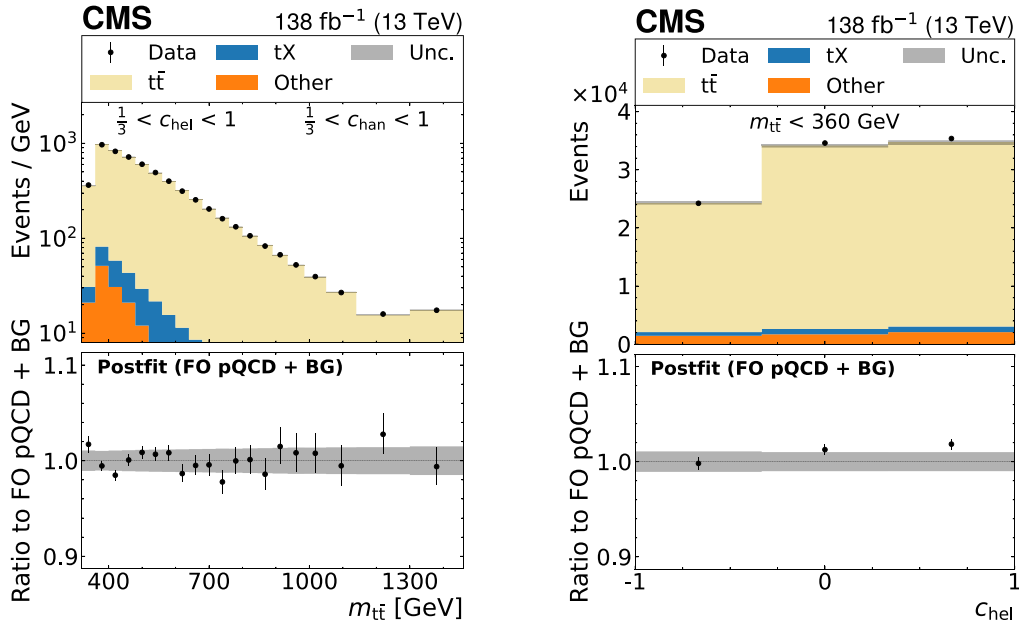 CMS 138 fb⁻¹ (13 TeV)
Data tX Unc.
tt̄ Other
1/3 < c_hel < 1 1/3 < c_han < 1
Events / GeV
10³
10²
10¹
Postfit (FO pQCD + BG)
Ratio to FO pQCD + BG
1.1
1.0
0.9
400 700 1000 1300
m_tt̄ [GeV]
CMS 138 fb⁻¹ (13 TeV)
Data tX Unc.
tt̄ Other
×10⁴
m_tt̄ < 360 GeV
Events
4
3
2
1
0
Postfit (FO pQCD + BG)
Ratio to FO pQCD + BG
1.1
1.0
0.9
-1 0 1
c_hel